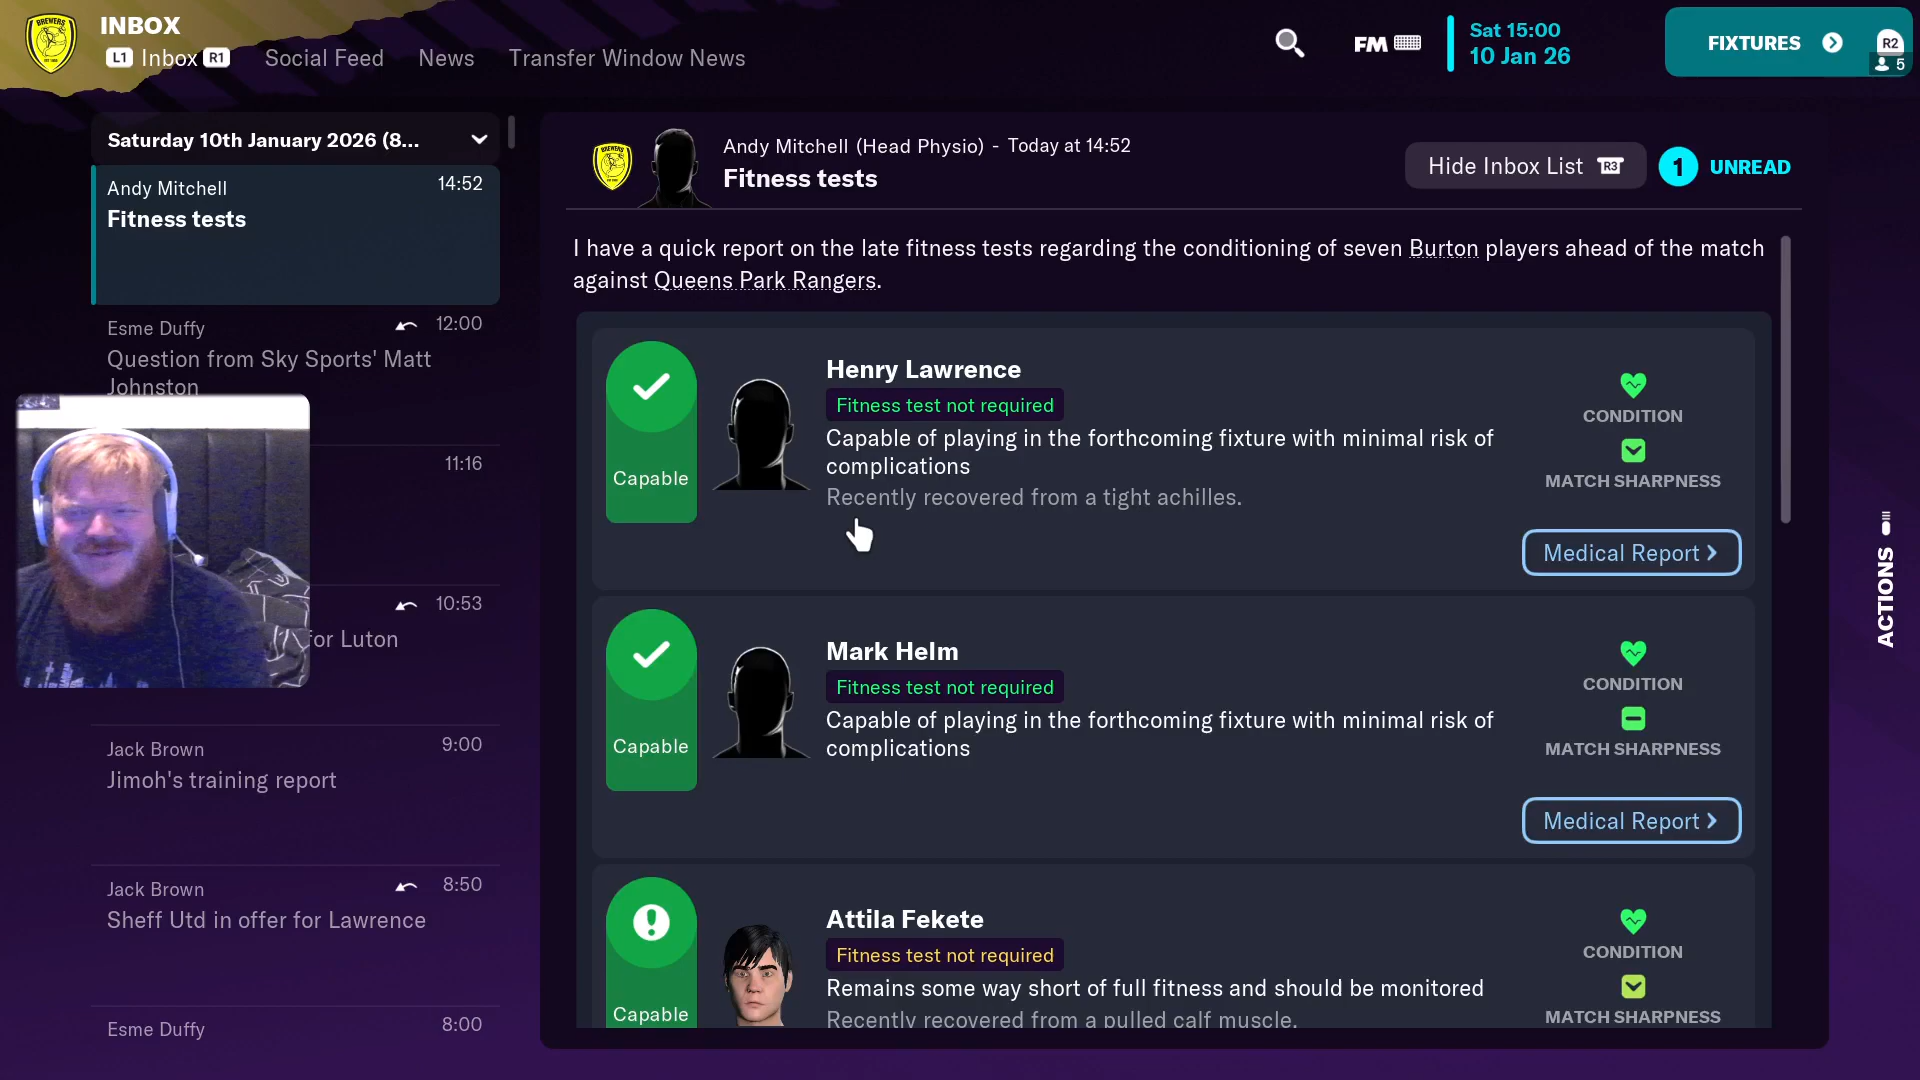 BREWERS
INBOX
L1 Inbox R1
Social Feed
News
Transfer Window News
FM
Sat 15:00
10 Jan 26
FIXTURES
R2
5
Saturday 10th January 2026 (8...
Andy Mitchell
14:52
Fitness tests
Esme Duffy
12:00
Question from Sky Sports' Matt
Johnston
11:16
10:53
for Luton
Jack Brown
9:00
Jimoh's training report
Jack Brown
8:50
Sheff Utd in offer for Lawrence
Esme Duffy
8:00
BREWERS
Andy Mitchell (Head Physio) - Today at 14:52
Fitness tests
Hide Inbox List R3
1 UNREAD
I have a quick report on the late fitness tests regarding the conditioning of seven Burton players ahead of the match
against Queens Park Rangers.
Capable
Henry Lawrence
Fitness test not required
Capable of playing in the forthcoming fixture with minimal risk of
complications
Recently recovered from a tight achilles.
CONDITION
MATCH SHARPNESS
Medical Report
Capable
Mark Helm
Fitness test not required
Capable of playing in the forthcoming fixture with minimal risk of
complications
CONDITION
MATCH SHARPNESS
Medical Report
Capable
Attila Fekete
Fitness test not required
Remains some way short of full fitness and should be monitored
Recently recovered from a pulled calf muscle.
CONDITION
MATCH SHARPNESS
ACTIONS